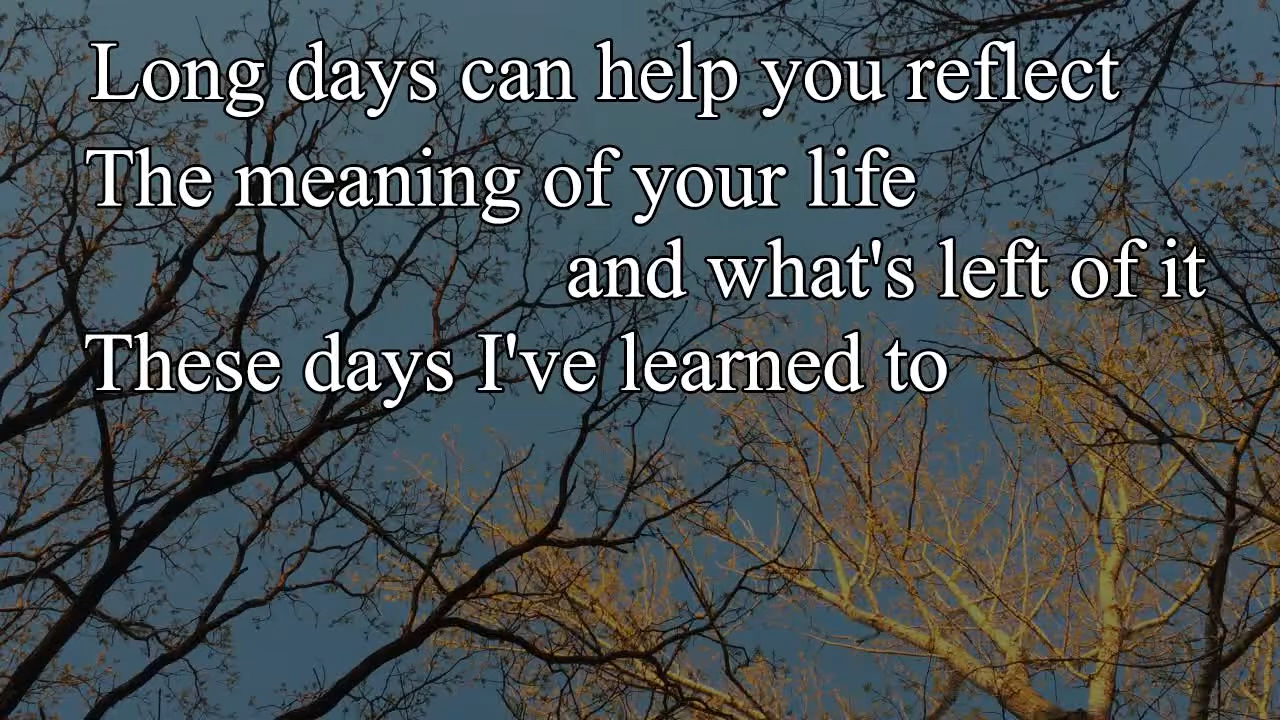 Long days can help you reflect
The meaning of your life
and what's left of it
These days I've learned to